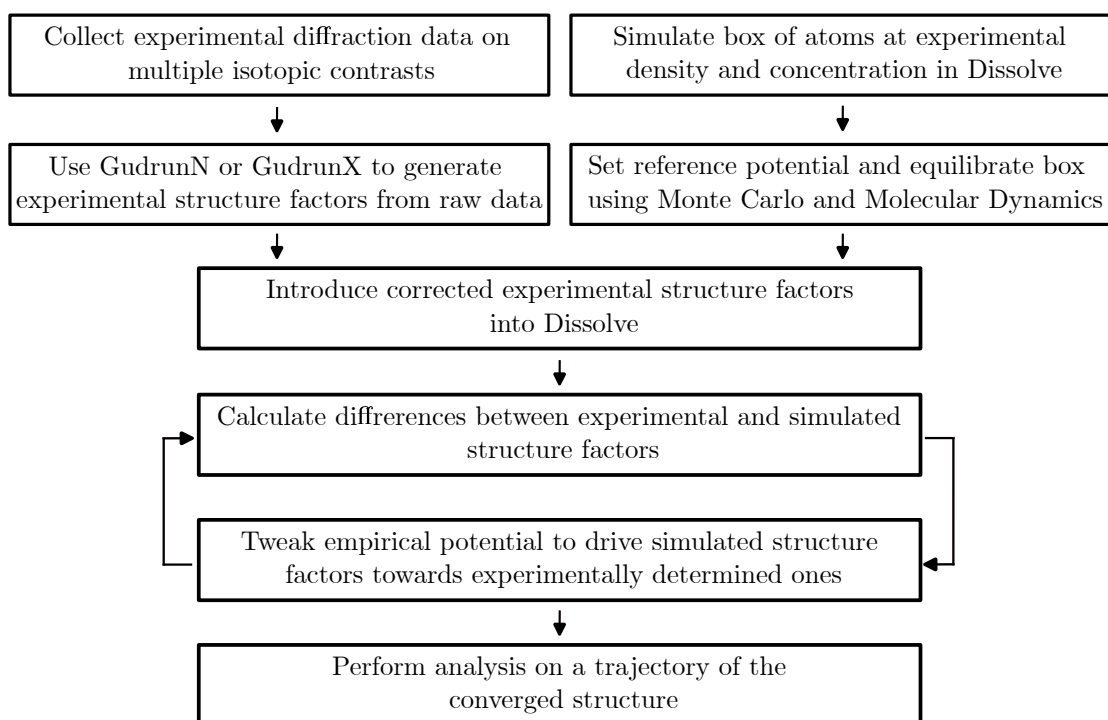 Collect experimental diffraction data on
multiple isotopic contrasts
Simulate box of atoms at experimental
density and concentration in Dissolve
Use GudrunN or GudrunX to generate
experimental structure factors from raw data
Set reference potential and equilibrate box
using Monte Carlo and Molecular Dynamics
Introduce corrected experimental structure factors
into Dissolve
Calculate diffrerences between experimental and simulated
structure factors
Tweak empirical potential to drive simulated structure
factors towards experimentally determined ones
Perform analysis on a trajectory of the
converged structure